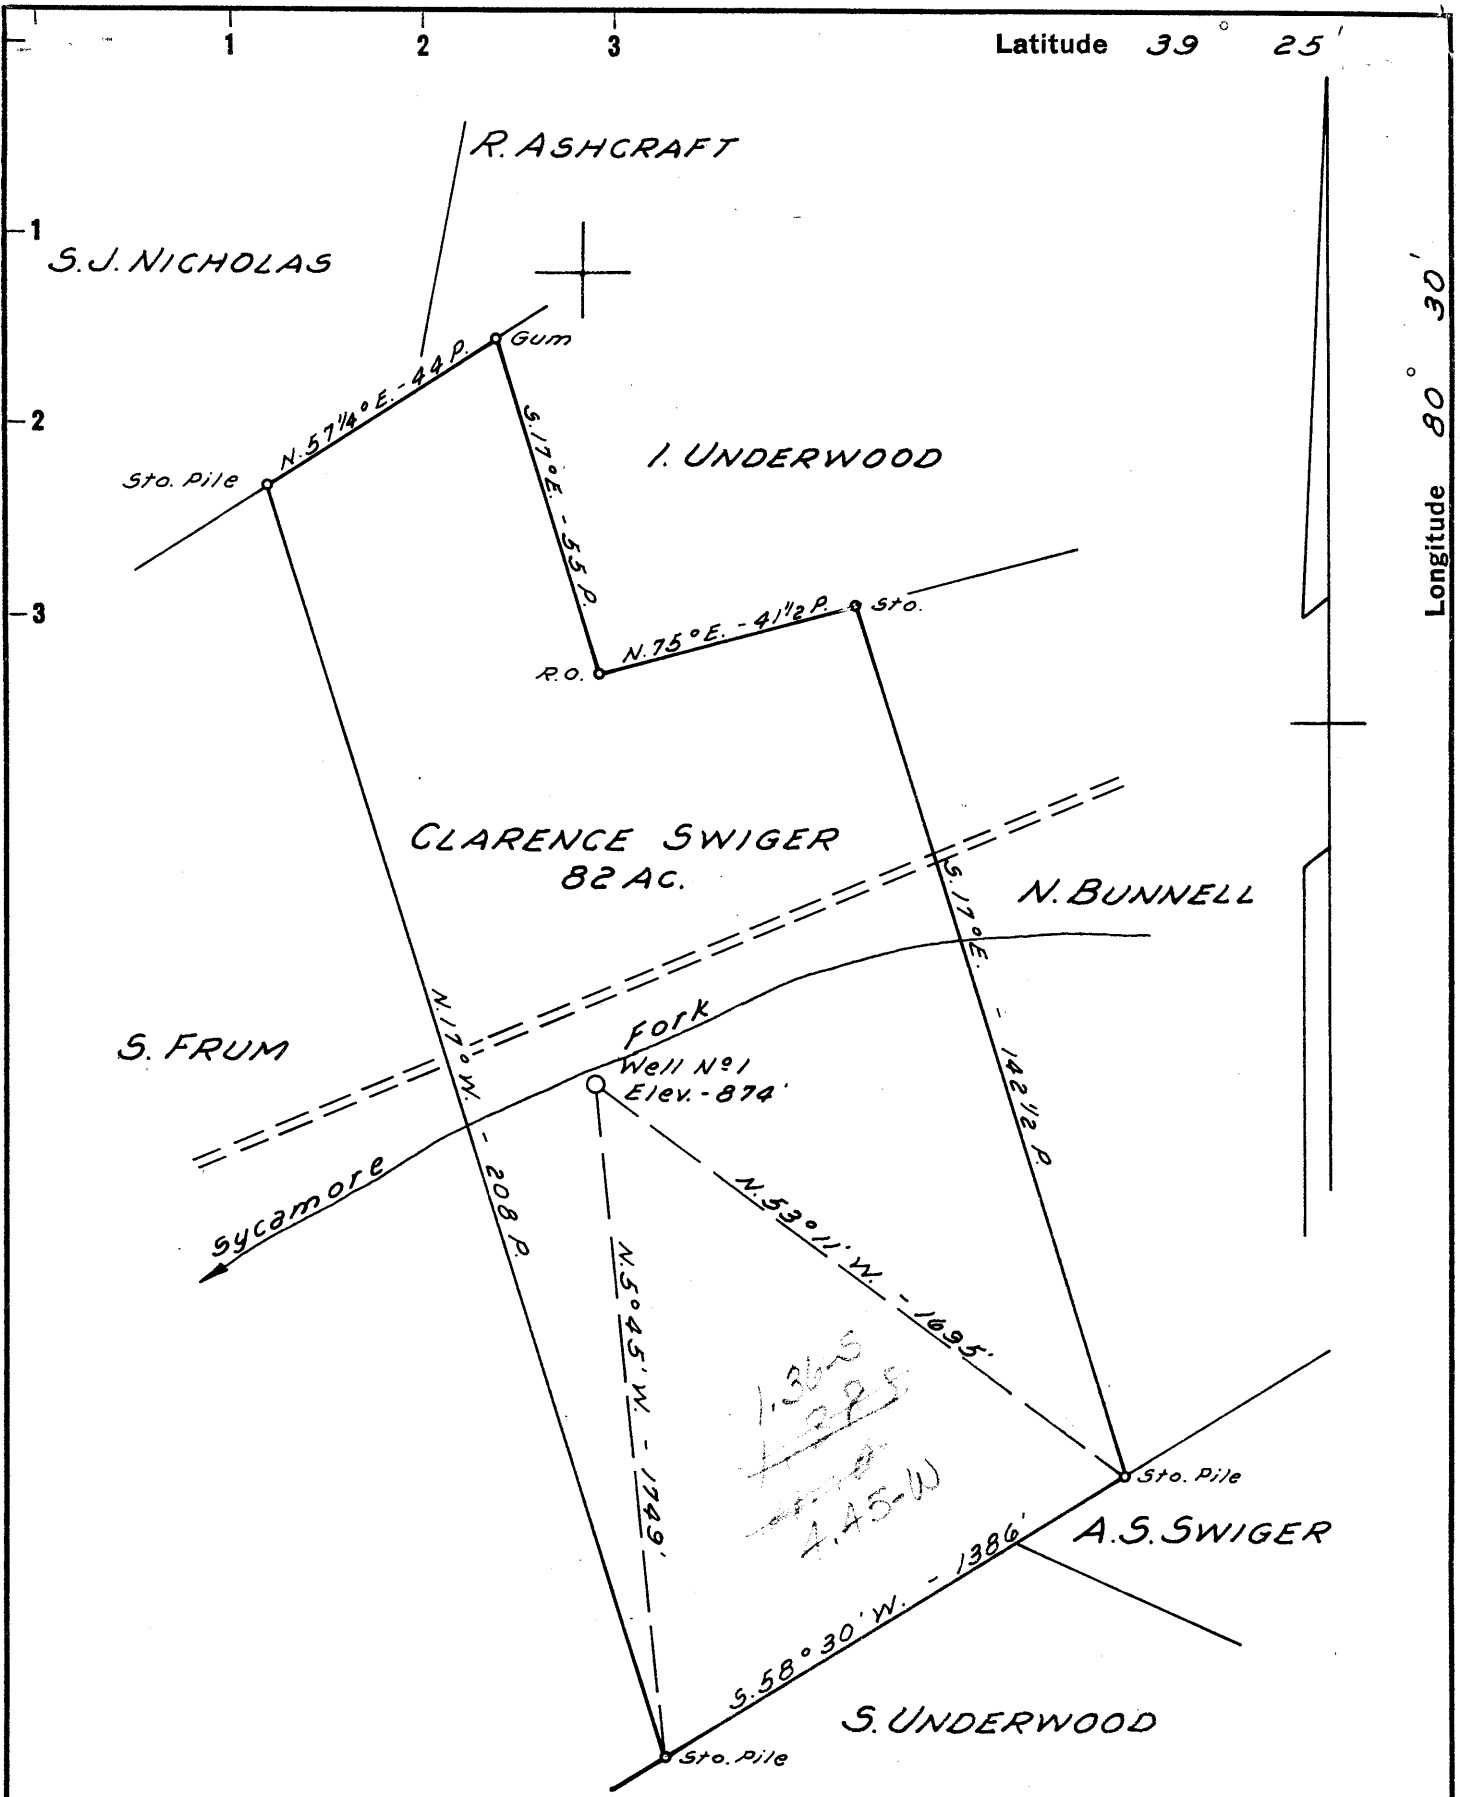 1 2 3 Latitude 39° 25'
R. ASHCRAFT
1
S.J. NICHOLAS
Longitude 80° 30'
Gum
N.57¼°E.-44 P.
2
S.17°E. - 55 P.
I. UNDERWOOD
Sto. Pile
3
Sto.
N.75°E. - 41½ P.
R.O.
CLARENCE SWIGER
82 AC.
N. BUNNELL
S.17°E. - 142½ P.
S. FRUM
N.17°W. - 208 P.
Fork
Well Nº 1
Elev. - 874'
Sycamore
N.53°11'W. - 1695'
N.5°45'W. - 1749'
4.45-W
Sto. Pile
A.S. SWIGER
S.58°30'W. - 1386'
S. UNDERWOOD
Sto. Pile